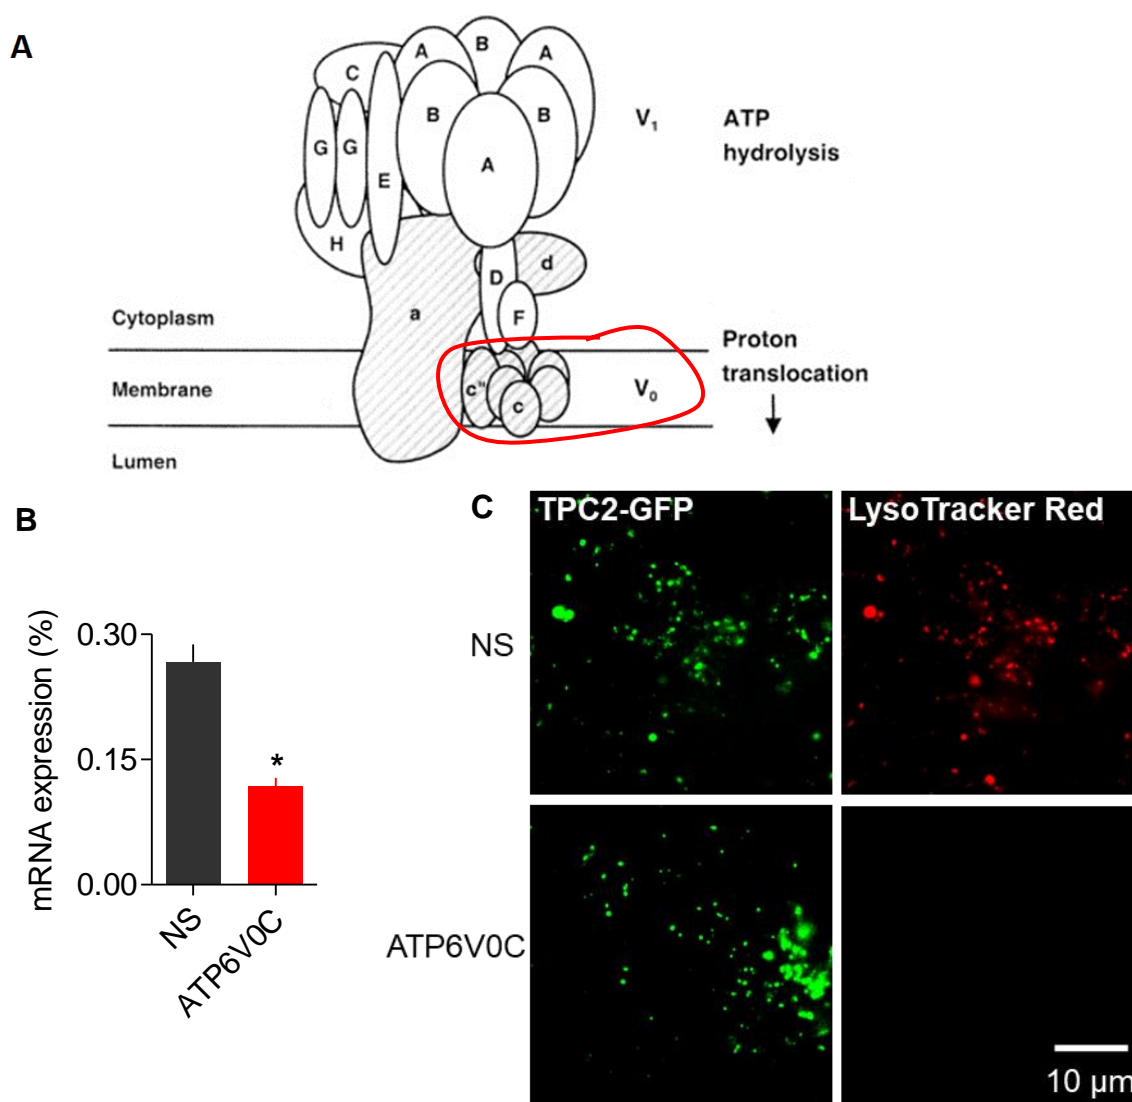 A
C
A
B
A
G
G
E
B
B
A
H
a
D
d
F
c"
c
V₁
ATP
hydrolysis
Cytoplasm
Membrane
Lumen
V₀
Proton
translocation
B
mRNA expression (%)
0.30
0.15
0.00
*
NS
ATP6V0C
C
TPC2-GFP
LysoTracker Red
NS
ATP6V0C
10 µm